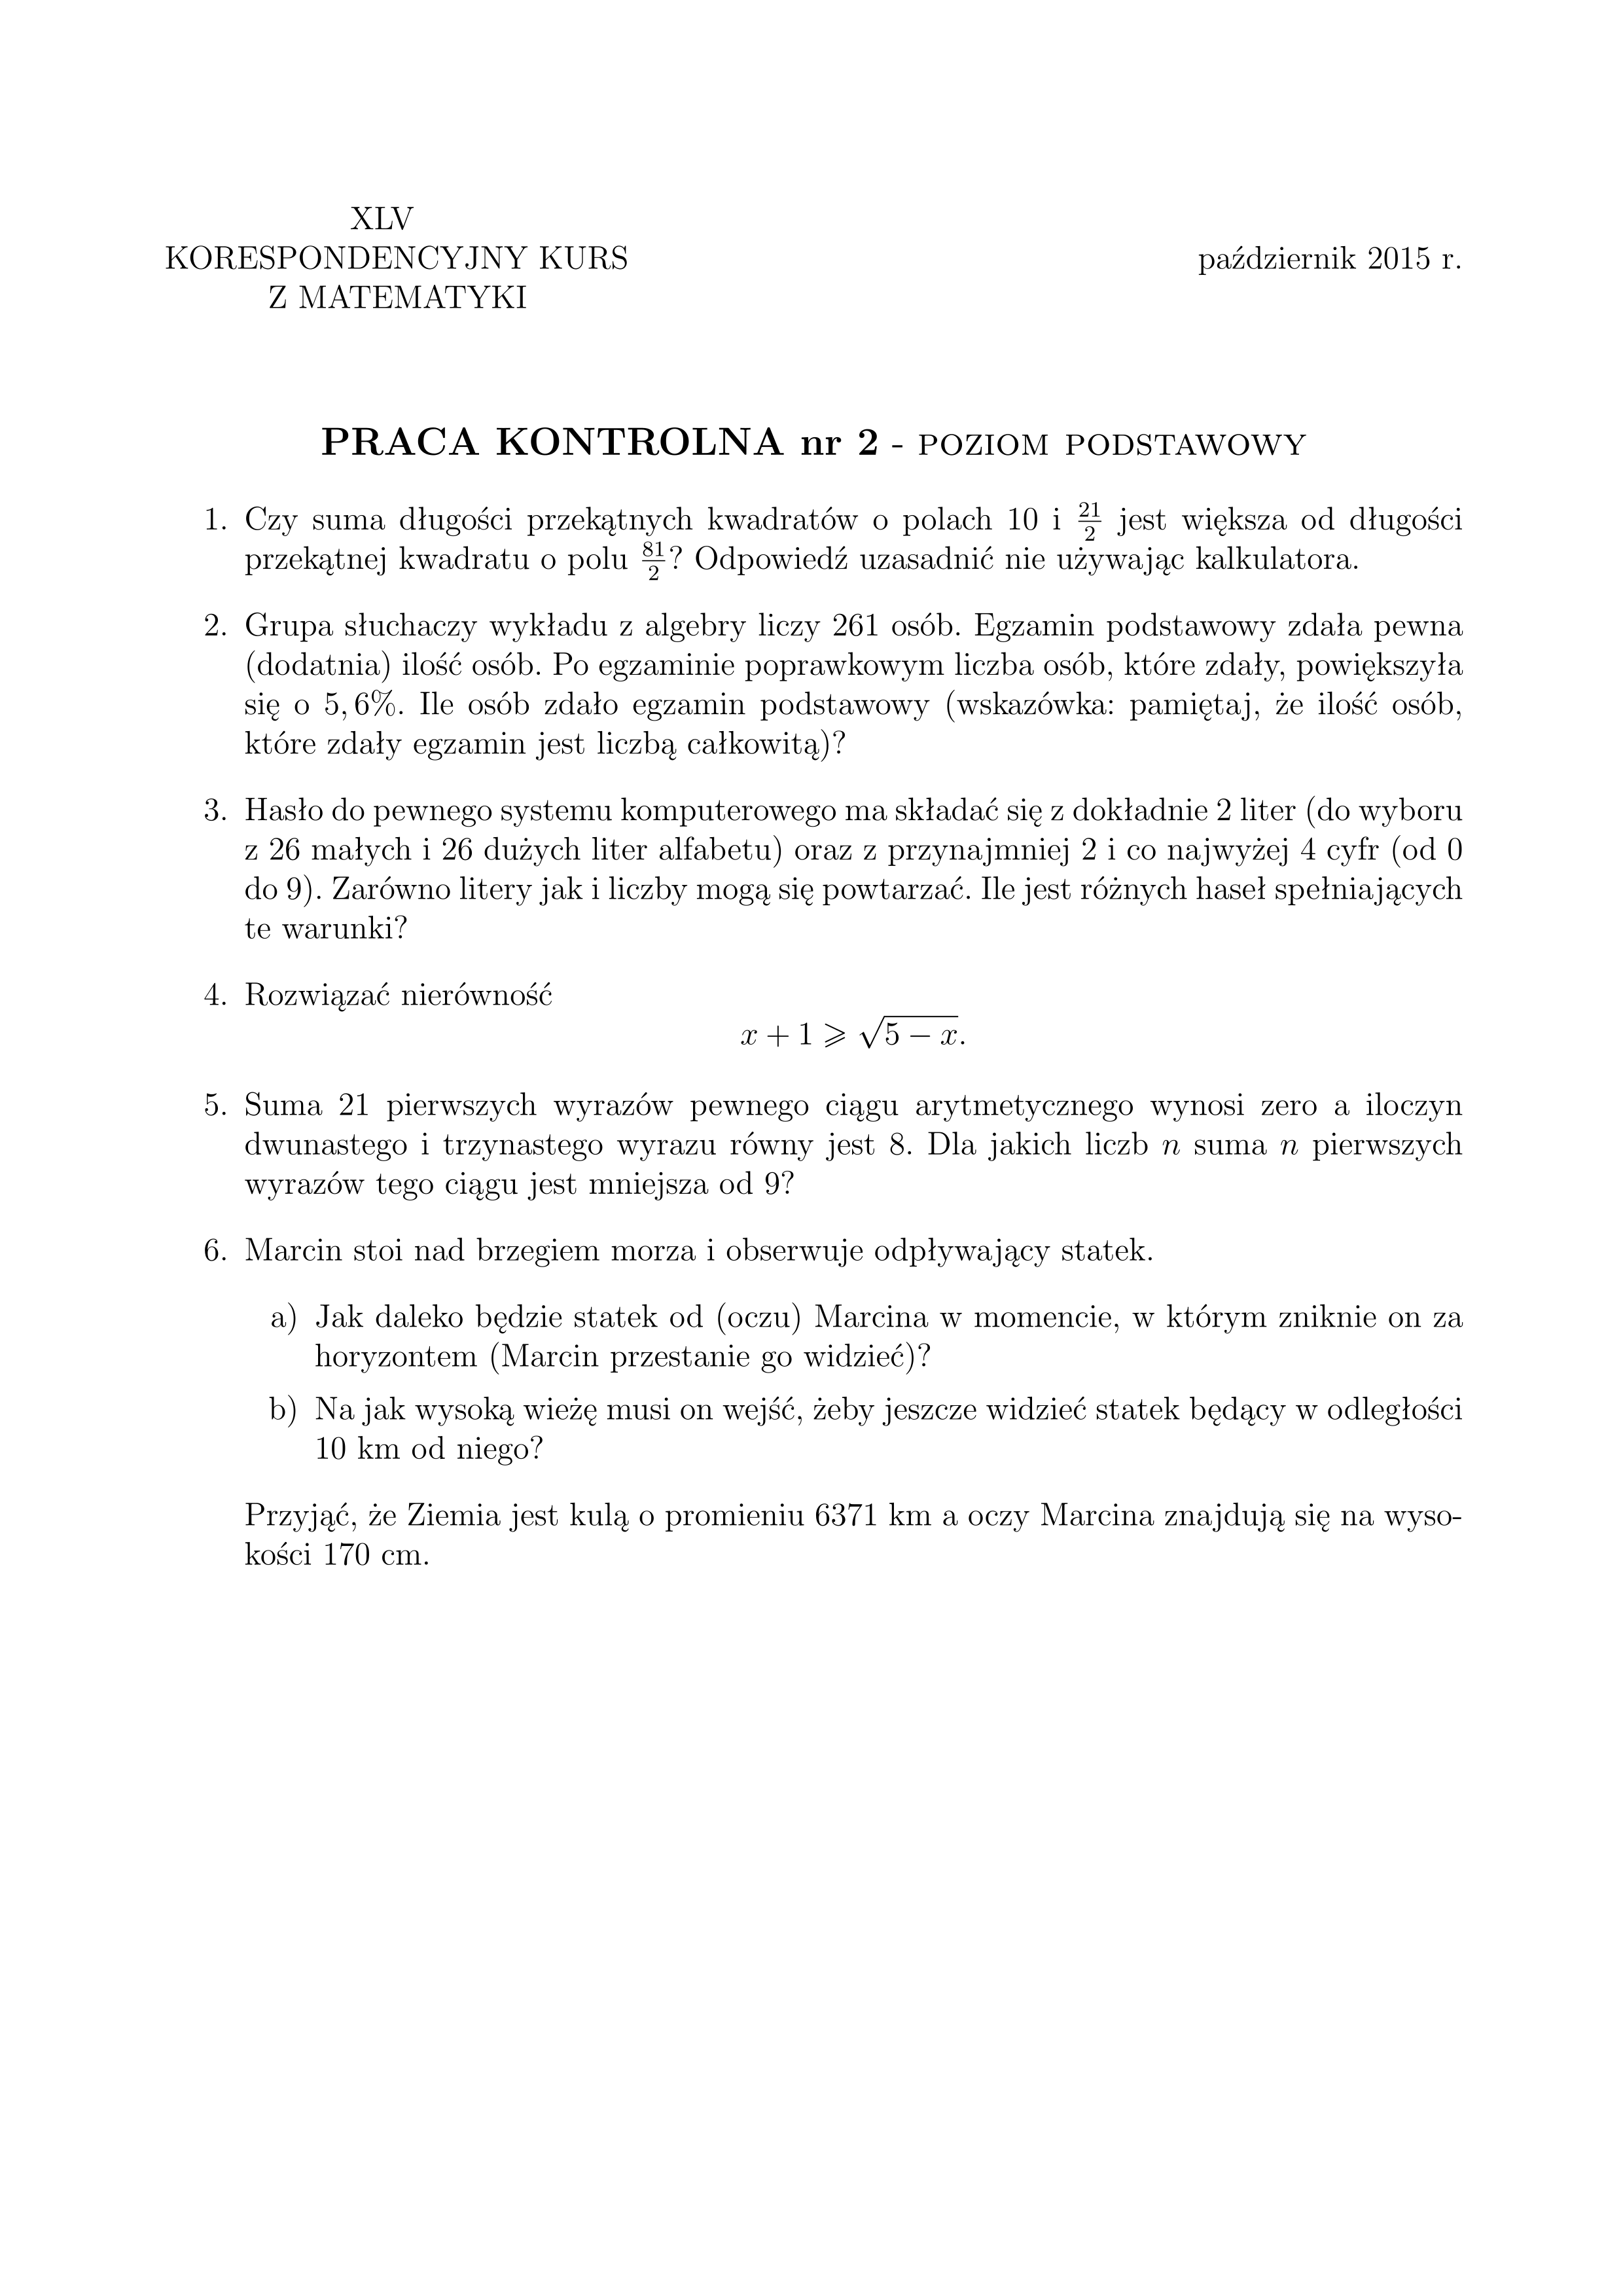 XLV
KORESPONDENCYJNY KURS
Z MATEMATYKI
październik 2015 r.
PRACA KONTROLNA nr 2 - POZIOM PODSTAWOWY
1. Czy suma długości przekątnych kwadratów o polach 10 i $\frac{21}{2}$ jest większa od długości
przekątnej kwadratu o polu $\frac{81}{2}$? Odpowiedź uzasadnić nie używając kalkulatora.
2. Grupa słuchaczy wykładu z algebry liczy 261 osób. Egzamin podstawowy zdała pewna
(dodatnia) ilość osób. Po egzaminie poprawkowym liczba osób, które zdały, powiększyła
się o 5, 6%. Ile osób zdało egzamin podstawowy (wskazówka: pamiętaj, że ilość osób,
które zdały egzamin jest liczbą całkowitą)?
3. Hasło do pewnego systemu komputerowego ma składać się z dokładnie 2 liter (do wyboru
z 26 małych i 26 dużych liter alfabetu) oraz z przynajmniej 2 i co najwyżej 4 cyfr (od 0
do 9). Zarówno litery jak i liczby mogą się powtarzać. Ile jest różnych haseł spełniających
te warunki?
4. Rozwiązać nierówność
$x + 1 \geqslant \sqrt{5 - x}.$
5. Suma 21 pierwszych wyrazów pewnego ciągu arytmetycznego wynosi zero a iloczyn
dwunastego i trzynastego wyrazu równy jest 8. Dla jakich liczb n suma n pierwszych
wyrazów tego ciągu jest mniejsza od 9?
6. Marcin stoi nad brzegiem morza i obserwuje odpływający statek.
a) Jak daleko będzie statek od (oczu) Marcina w momencie, w którym zniknie on za
horyzontem (Marcin przestanie go widzieć)?
b) Na jak wysoką wieżę musi on wejść, żeby jeszcze widzieć statek będący w odległości
10 km od niego?
Przyjąć, że Ziemia jest kulą o promieniu 6371 km a oczy Marcina znajdują się na wyso-
kości 170 cm.